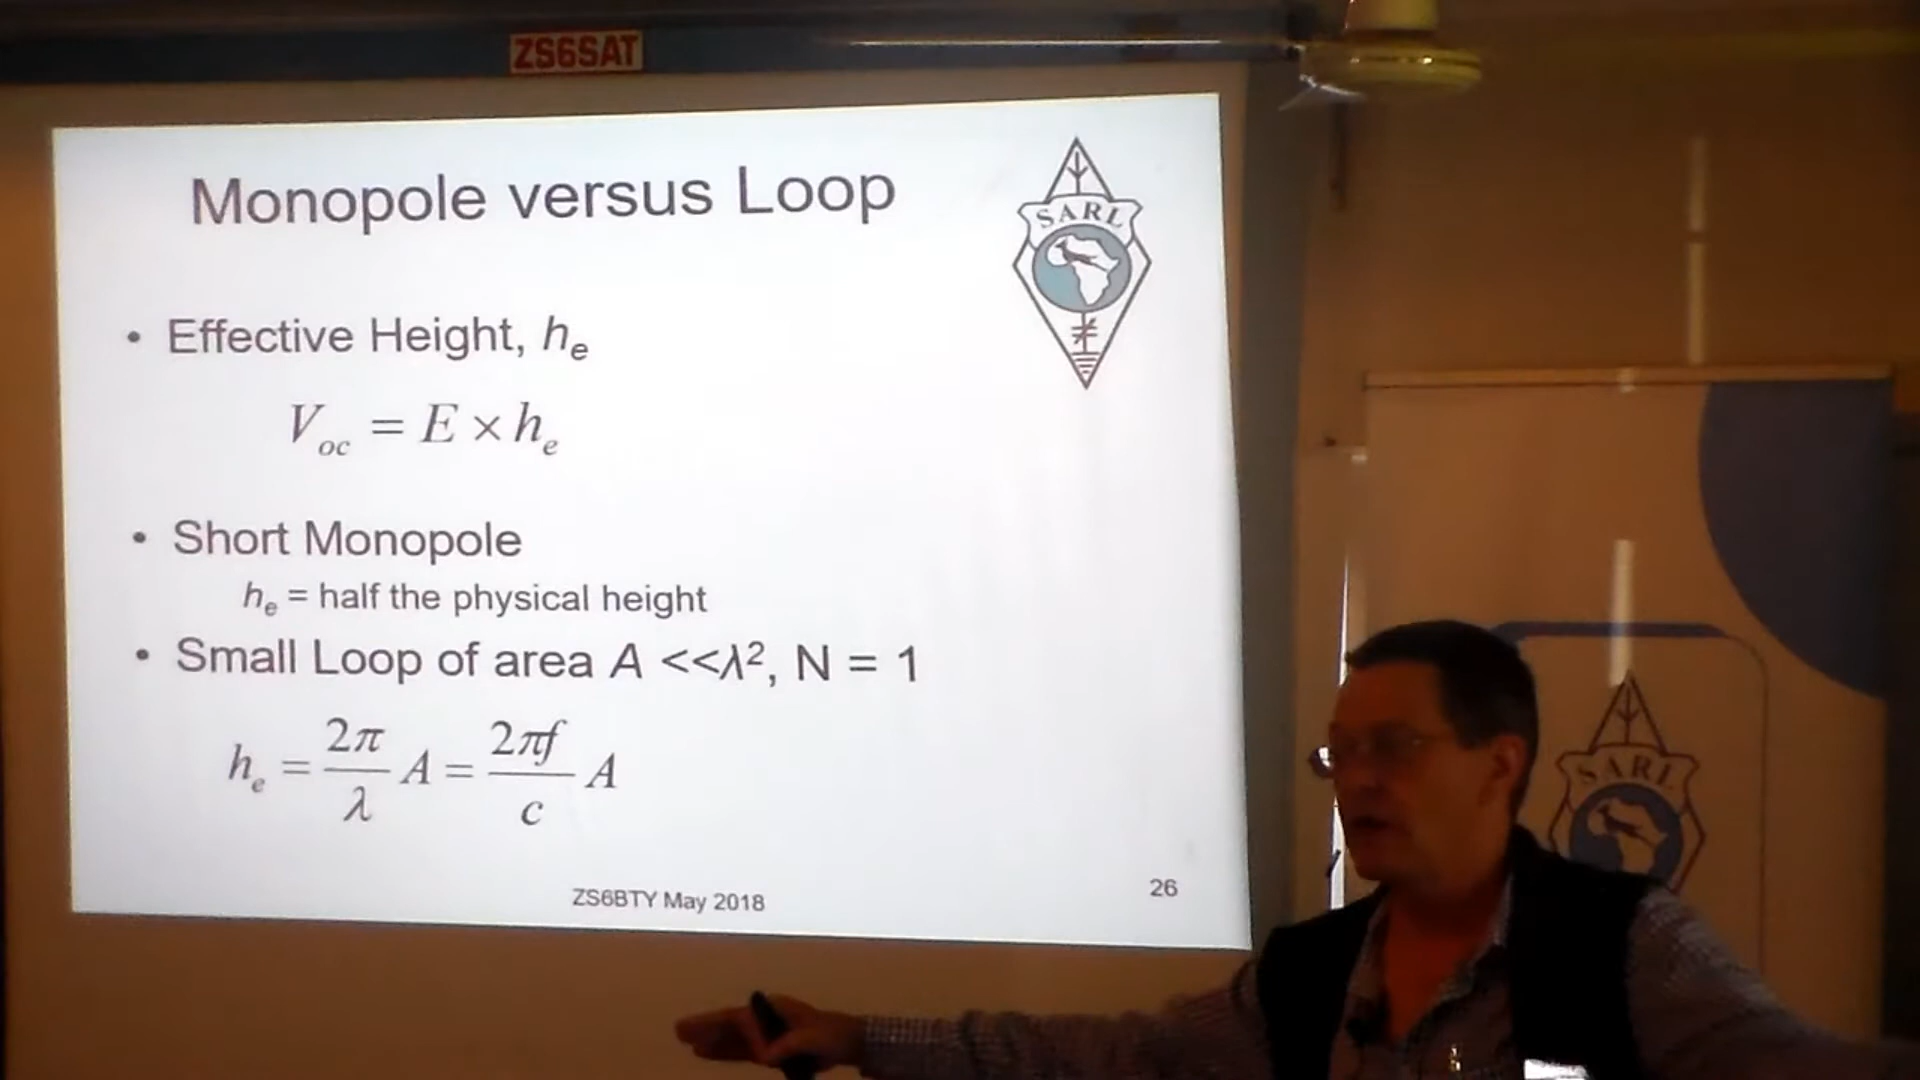 ZS6SAT
Monopole versus Loop
SARL
• Effective Height, hₑ
V_oc = E × hₑ
• Short Monopole
hₑ = half the physical height
• Small Loop of area A <<λ², N = 1
hₑ = 2π/λ A = 2πf/c A
ZS6BTY May 2018
26
SARL